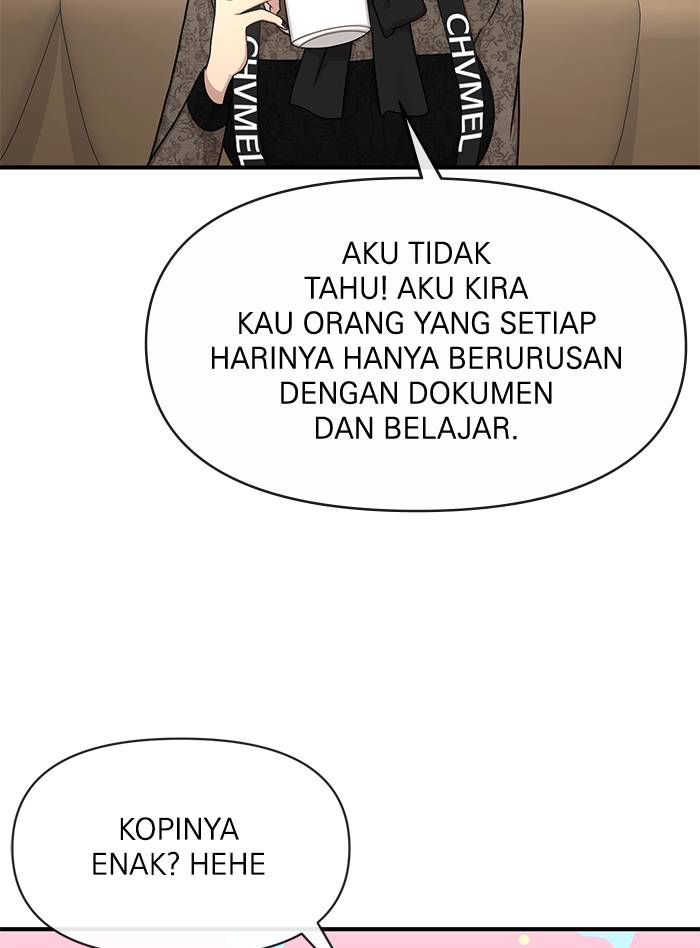 CHVMEL
CHVMEL
AKU TIDAK
TAHU! AKU KIRA
KAU ORANG YANG SETIAP
HARINYA HANYA BERURUSAN
DENGAN DOKUMEN
DAN BELAJAR.
KOPINYA
ENAK? HEHE